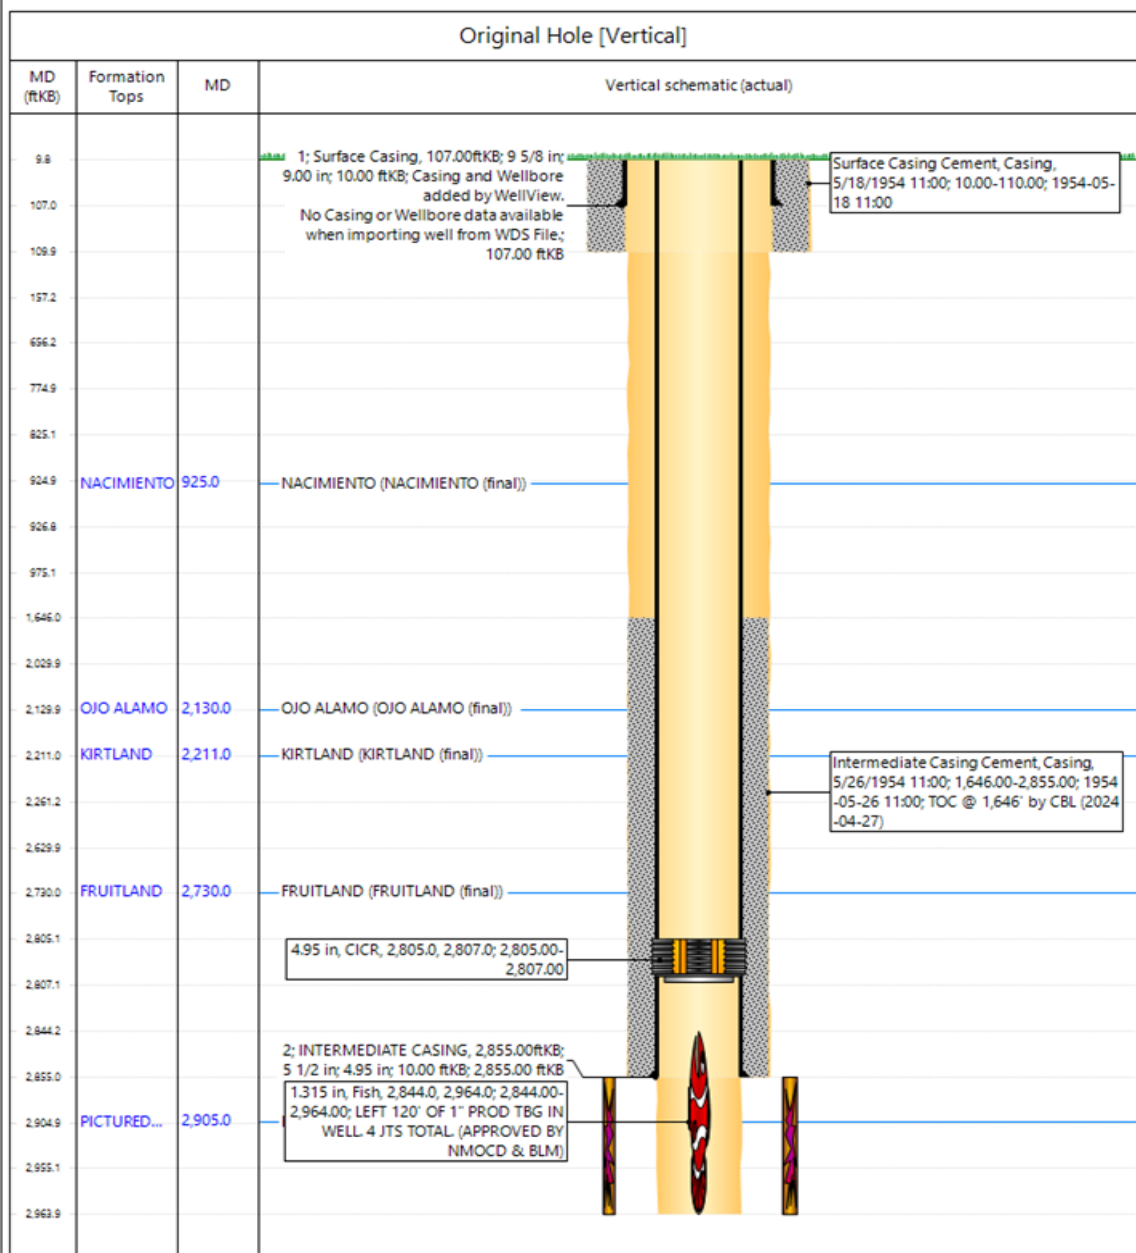 Original Hole [Vertical]
MD
(ftKB)
Formation
Tops
MD
Vertical schematic (actual)
9.8
107.0
109.9
157.2
656.2
774.9
825.1
924.9
926.8
975.1
1,646.0
2,029.9
2,129.9
2,211.0
2,261.2
2,629.9
2,730.0
2,805.1
2,807.1
2,844.2
2,855.0
2,904.9
2,955.1
2,963.9
NACIMIENTO 925.0
OJO ALAMO 2,130.0
KIRTLAND 2,211.0
FRUITLAND 2,730.0
PICTURED... 2,905.0
1; Surface Casing, 107.00ftKB; 9 5/8 in;
9.00 in; 10.00 ftKB; Casing and Wellbore
added by WellView.
No Casing or Wellbore data available
when importing well from WDS File.;
107.00 ftKB
Surface Casing Cement, Casing,
5/18/1954 11:00; 10.00-110.00; 1954-05-
18 11:00
NACIMIENTO (NACIMIENTO (final))
OJO ALAMO (OJO ALAMO (final))
KIRTLAND (KIRTLAND (final))
Intermediate Casing Cement, Casing,
5/26/1954 11:00; 1,646.00-2,855.00; 1954
-05-26 11:00; TOC @ 1,646' by CBL (2024
-04-27)
FRUITLAND (FRUITLAND (final))
4.95 in, CICR, 2,805.0, 2,807.0; 2,805.00-
2,807.00
2; INTERMEDIATE CASING, 2,855.00ftKB;
5 1/2 in; 4.95 in; 10.00 ftKB; 2,855.00 ftKB
1.315 in, Fish, 2,844.0, 2,964.0; 2,844.00-
2,964.00; LEFT 120' OF 1" PROD TBG IN
WELL. 4 JTS TOTAL. (APPROVED BY
NMOCD & BLM)